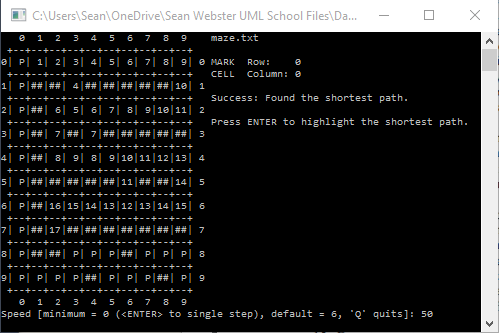 C:\Users\Sean\OneDrive\Sean Webster UML School Files\Da...
0 1 2 3 4 5 6 7 8 9 maze.txt
+--+--+--+--+--+--+--+--+--+--+
0| P| 1| 2| 3| 4| 5| 6| 7| 8| 9| 0 MARK Row: 0
+--+--+--+--+--+--+--+--+--+--+ CELL Column: 0
1| P|##|##| 4|##|##|##|##|##|10| 1
+--+--+--+--+--+--+--+--+--+--+ Success: Found the shortest path.
2| P|##| 6| 5| 6| 7| 8| 9|10|11| 2
+--+--+--+--+--+--+--+--+--+--+ Press ENTER to highlight the shortest path.
3| P|##| 7|##| 7|##|##|##|##|##| 3
+--+--+--+--+--+--+--+--+--+--+
4| P|##| 8| 9| 8| 9|10|11|12|13| 4
+--+--+--+--+--+--+--+--+--+--+
5| P|##|##|##|##|##|11|##|##|14| 5
+--+--+--+--+--+--+--+--+--+--+
6| P|##|16|15|14|13|12|13|14|15| 6
+--+--+--+--+--+--+--+--+--+--+
7| P|##|17|##|##|##|##|##|##|##| 7
+--+--+--+--+--+--+--+--+--+--+
8| P|##| P| P| P|##| P| P| P| P| 8
+--+--+--+--+--+--+--+--+--+--+
9| P| P| P| P|##| P| P| P|##| P| 9
+--+--+--+--+--+--+--+--+--+--+
0 1 2 3 4 5 6 7 8 9
Speed [minimum = 0 (<ENTER> to single step), default = 6, 'Q' quits]: 50